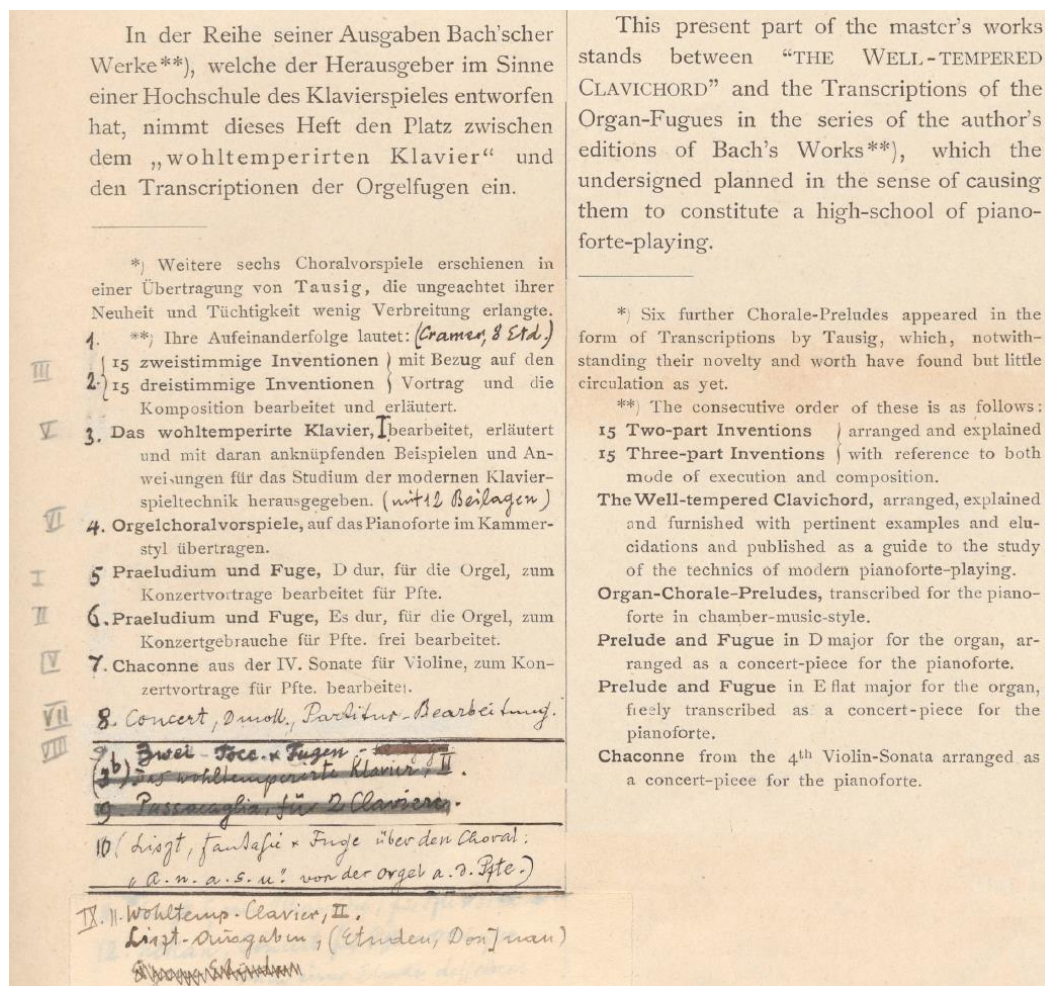 In der Reihe seiner Ausgaben Bach'scher
Werke**), welche der Herausgeber im Sinne
einer Hochschule des Klavierspieles entworfen
hat, nimmt dieses Heft den Platz zwischen
dem „wohltemperirten Klavier“ und
den Transcriptionen der Orgelfugen ein.
*) Weitere sechs Choralvorspiele erschienen in
einer Übertragung von Tausig, die ungeachtet ihrer
Neuheit und Tüchtigkeit wenig Verbreitung erlangte.
1. **) Ihre Aufeinanderfolge lautet: (Cramer, 8 Etd.)
III 2. 15 zweistimmige Inventionen } mit Bezug auf den
15 dreistimmige Inventionen } Vortrag und die
Komposition bearbeitet und erläutert.
V 3. Das wohltemperirte Klavier, I bearbeitet, erläutert
und mit daran anknüpfenden Beispielen und An-
weisungen für das Studium der modernen Klavier-
spieltechnik herausgegeben. (mit 12 Beilagen)
VI 4. Orgelchoralvorspiele, auf das Pianoforte im Kammer-
styl übertragen.
I 5 Praeludium und Fuge, D dur, für die Orgel, zum
Konzertvortrage bearbeitet für Pfte.
II 6. Praeludium und Fuge, Es dur, für die Orgel, zum
Konzertgebrauche für Pfte. frei bearbeitet.
IV 7. Chaconne aus der IV. Sonate für Violine, zum Kon-
zertvortrage für Pfte. bearbeitet.
VII 8. Concert, D moll, Partitur-Bearbeitung.
VIII 9. Zwei Tocc. x Fugen -
(3b) Das wohltemperierte Klavier, II.
9. Passacaglia, für 2 Claviere.
10 (Liszt, Fantasie x Fuge über den Choral:
„A. n. a. s. u." von der Orgel a. d. Pfte.)
IX. 11. Wohltemp. Clavier, II.
Liszt-Ausgaben, (Etuden, Don Juan)
This present part of the master's works
stands between “THE WELL-TEMPERED
CLAVICHORD” and the Transcriptions of the
Organ-Fugues in the series of the author's
editions of Bach's Works**), which the
undersigned planned in the sense of causing
them to constitute a high-school of piano-
forte-playing.
*) Six further Chorale-Preludes appeared in the
form of Transcriptions by Tausig, which, notwith-
standing their novelty and worth have found but little
circulation as yet.
**) The consecutive order of these is as follows:
15 Two-part Inventions } arranged and explained
15 Three-part Inventions } with reference to both
mode of execution and composition.
The Well-tempered Clavichord, arranged, explained
and furnished with pertinent examples and elu-
cidations and published as a guide to the study
of the technics of modern pianoforte-playing.
Organ-Chorale-Preludes, transcribed for the piano-
forte in chamber-music-style.
Prelude and Fugue in D major for the organ, ar-
ranged as a concert-piece for the pianoforte.
Prelude and Fugue in E flat major for the organ,
freely transcribed as a concert-piece for the
pianoforte.
Chaconne from the 4th Violin-Sonata arranged as
a concert-piece for the pianoforte.